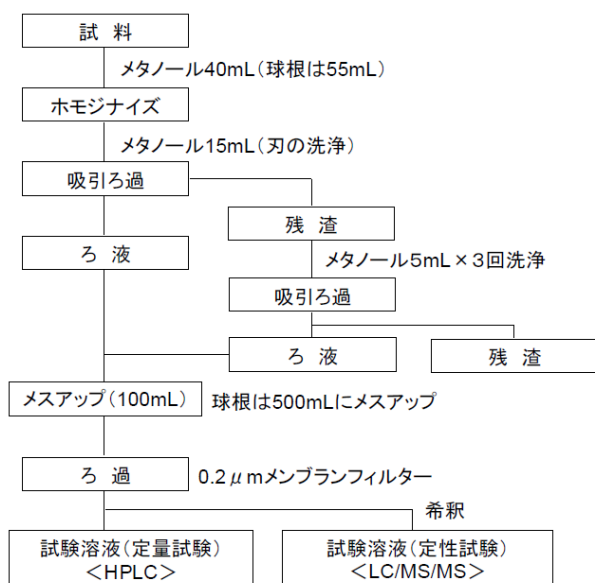 試 料
メタノール40mL(球根は55mL)
ホモジナイズ
メタノール15mL(刃の洗浄)
吸引ろ過
残 渣
ろ 液
メタノール5mL×3回洗浄
吸引ろ過
ろ 液
残 渣
メスアップ(100mL)
球根は500mLにメスアップ
ろ 過
0.2μmメンブランフィルター
希釈
試験溶液(定量試験)
<HPLC>
試験溶液(定性試験)
<LC/MS/MS>